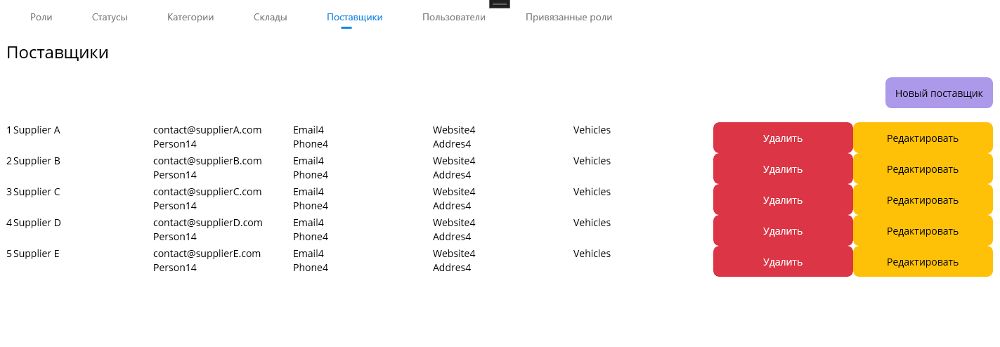 Роли Статусы Категории Склады Поставщики Пользователи Привязанные роли
Поставщики
Новый поставщик
1 Supplier A contact@supplierA.com Email4 Website4 Vehicles Удалить Редактировать
Person14 Phone4 Addres4
2 Supplier B contact@supplierB.com Email4 Website4 Vehicles Удалить Редактировать
Person14 Phone4 Addres4
3 Supplier C contact@supplierC.com Email4 Website4 Vehicles Удалить Редактировать
Person14 Phone4 Addres4
4 Supplier D contact@supplierD.com Email4 Website4 Vehicles Удалить Редактировать
Person14 Phone4 Addres4
5 Supplier E contact@supplierE.com Email4 Website4 Vehicles Удалить Редактировать
Person14 Phone4 Addres4